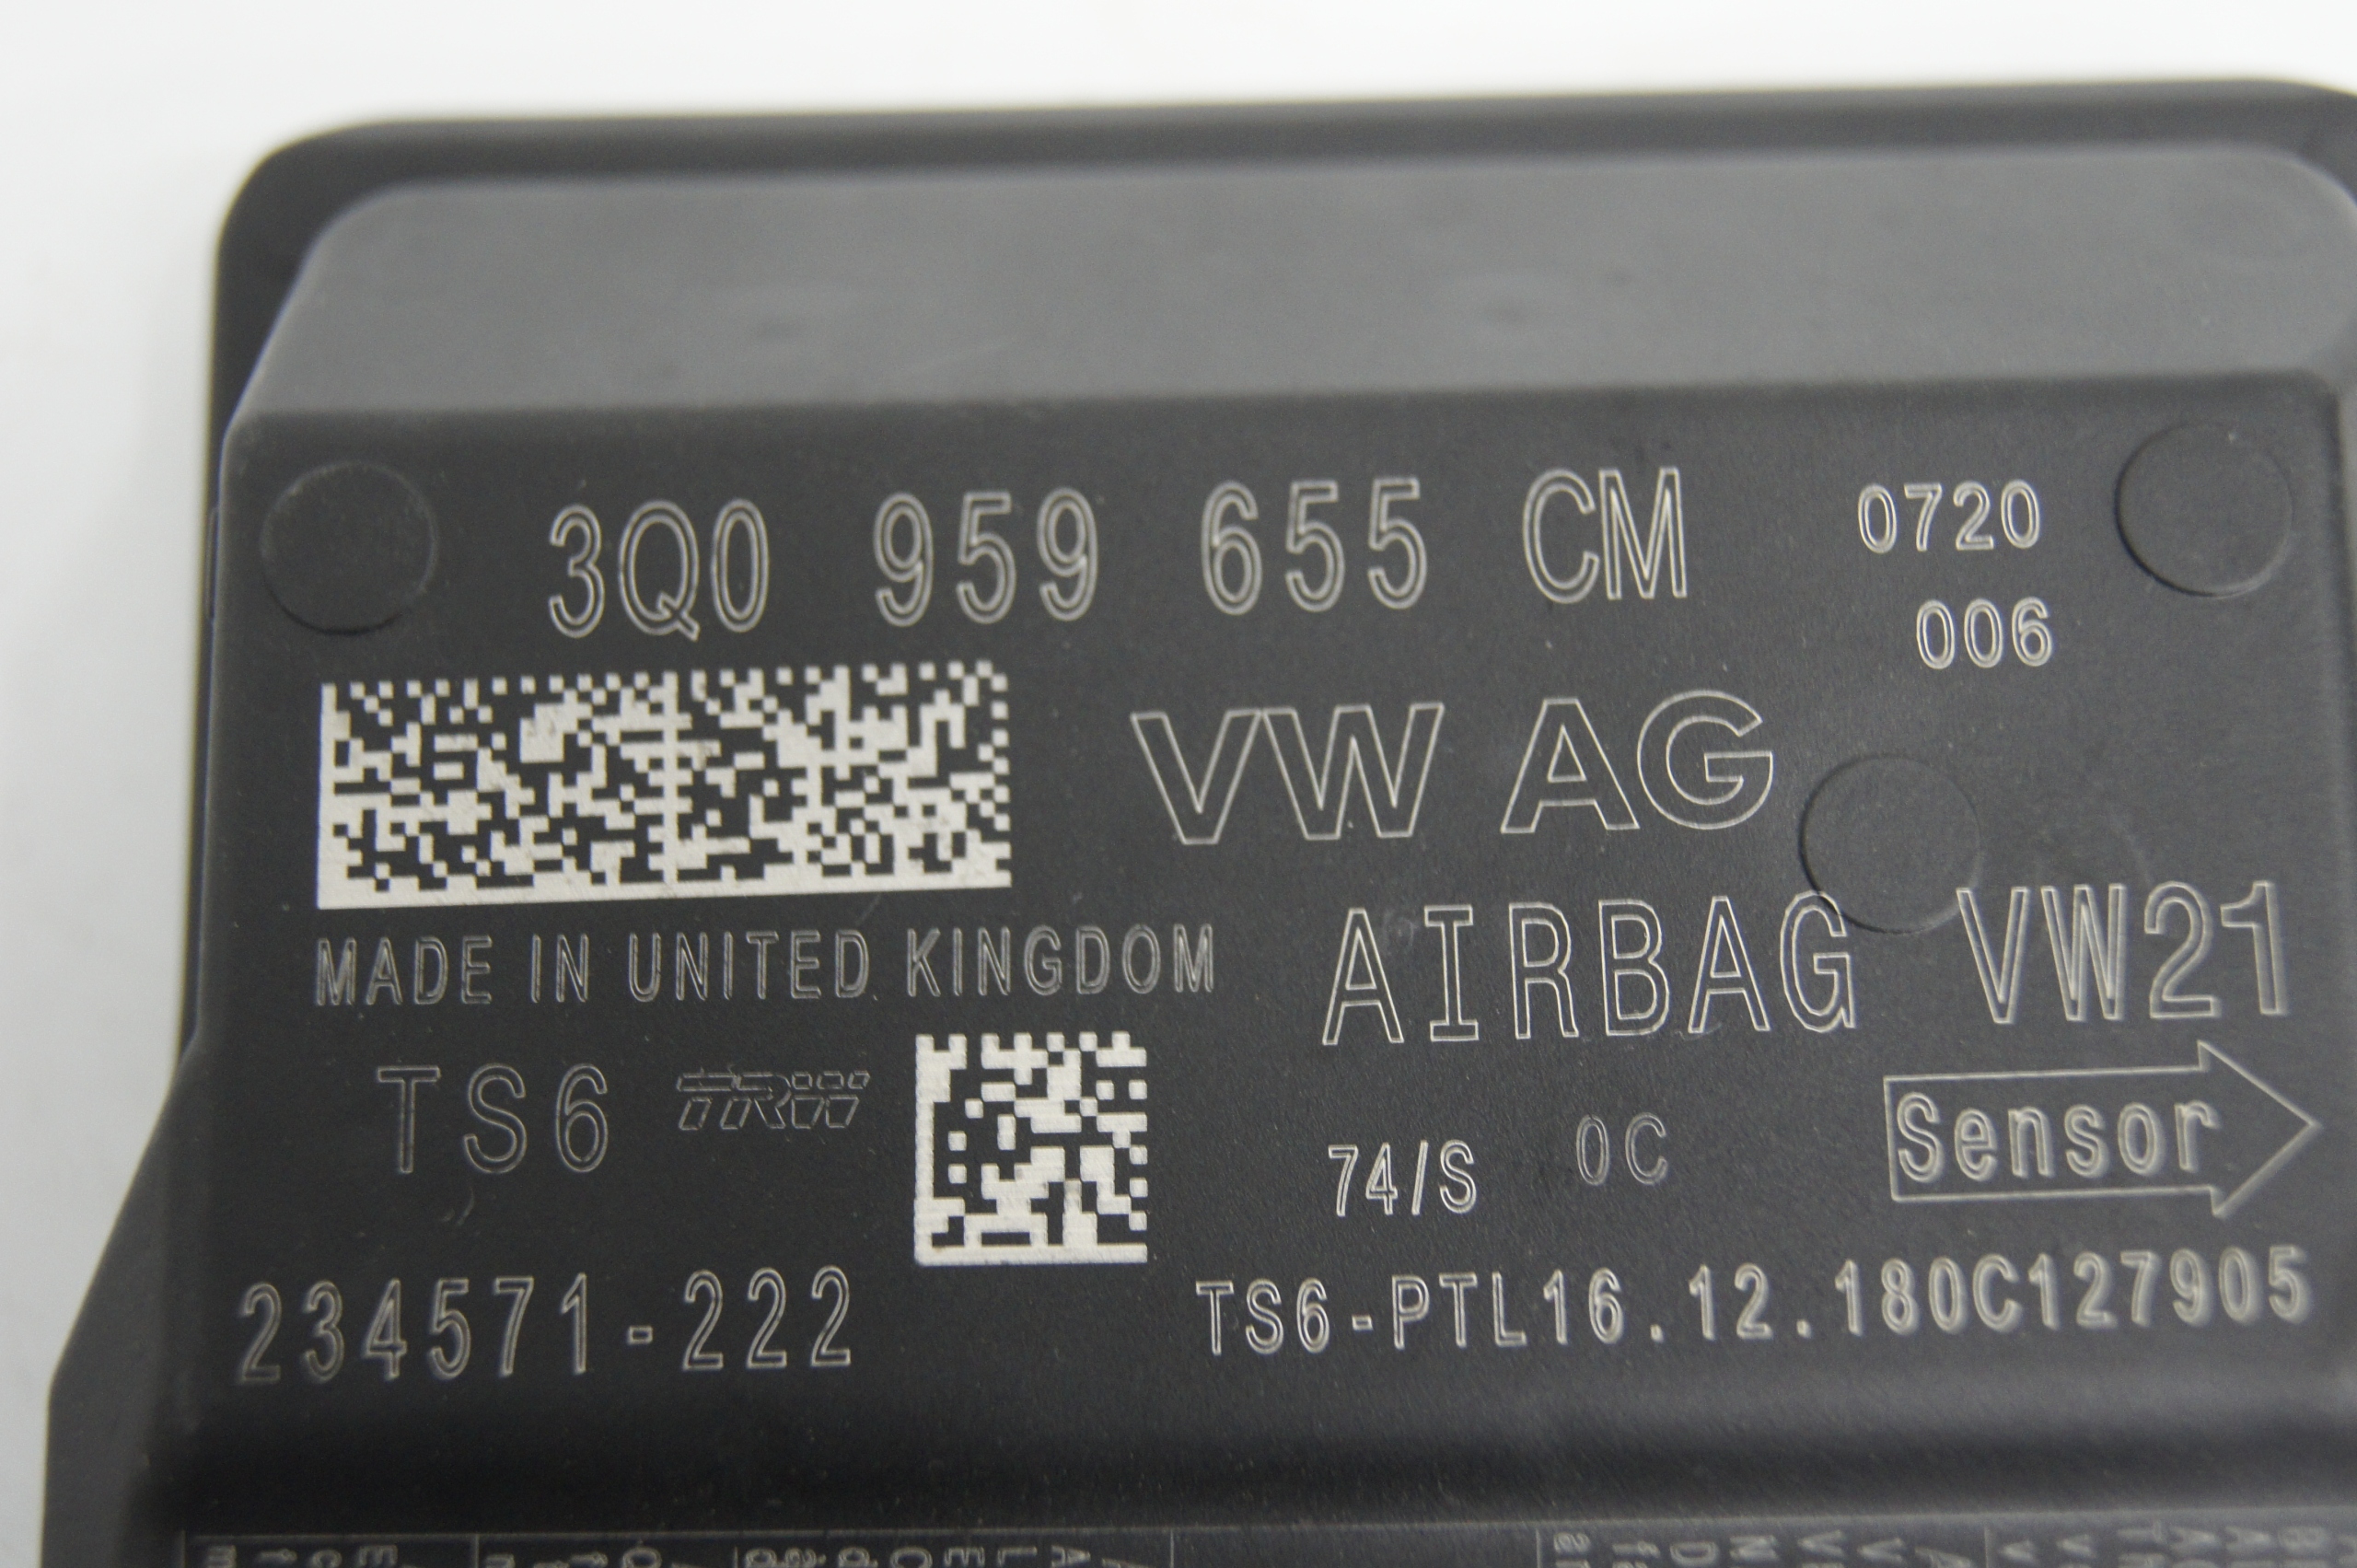 3Q0 959 655 CM 0720
006
VW AG
MADE IN UNITED KINGDOM
AIRBAG VW21
TS6 TRW
74/S 0C
Sensor
234571-222
TS6-PTL16.12.180C127905